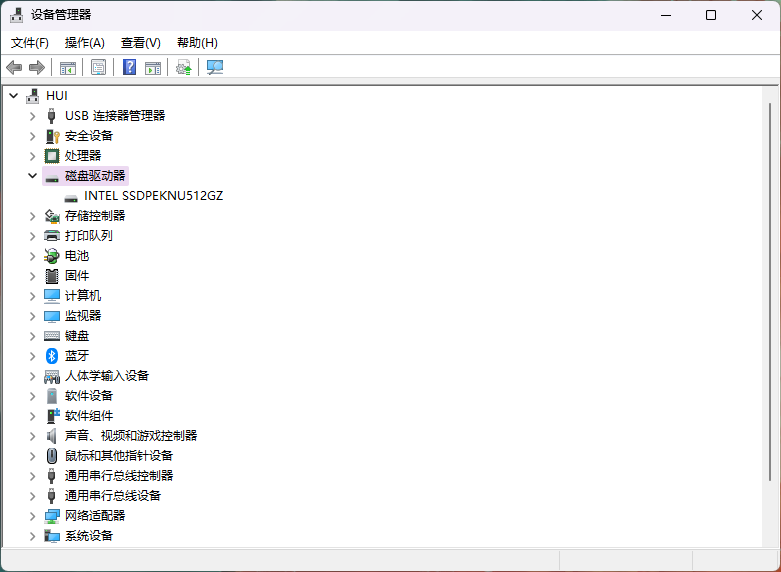 设备管理器
文件(F) 操作(A) 查看(V) 帮助(H)
HUI
USB 连接器管理器
安全设备
处理器
磁盘驱动器
INTEL SSDPEKNU512GZ
存储控制器
打印队列
电池
固件
计算机
监视器
键盘
蓝牙
人体学输入设备
软件设备
软件组件
声音、视频和游戏控制器
鼠标和其他指针设备
通用串行总线控制器
通用串行总线设备
网络适配器
系统设备